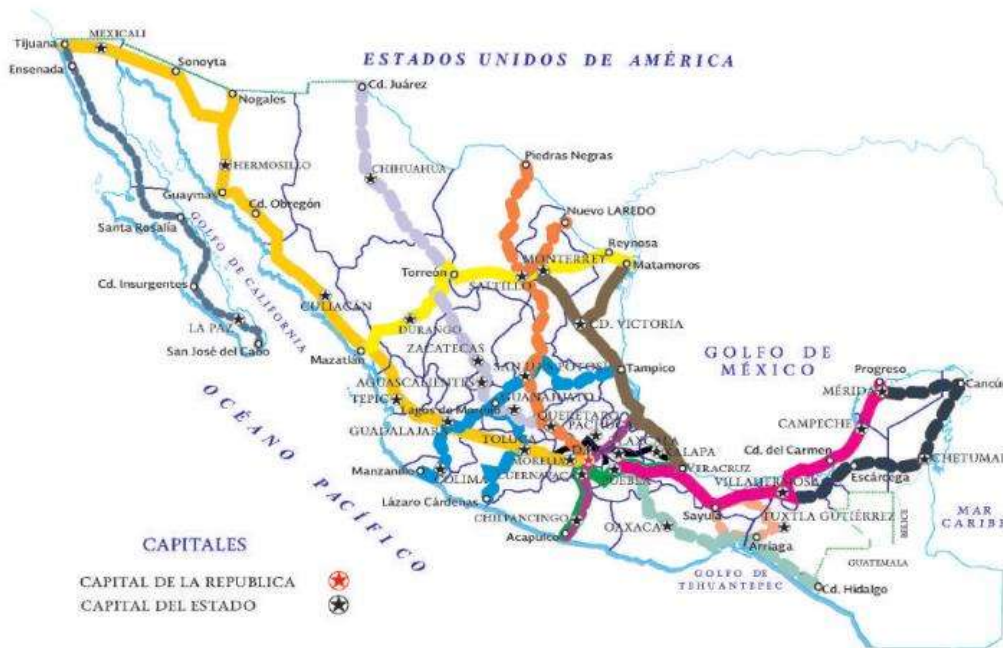 MEXICALI
Tijuana
Ensenada
Sonoyta
Nogales
ESTADOS UNIDOS DE AMÉRICA
Cd. Juárez
HERMOSILLO
CHIHUAHUA
Piedras Negras
Guaymas
Cd. Obregón
Santa Rosalía
GOLFO DE CALIFORNIA
Nuevo LAREDO
Reynosa
MONTERREY
Matamoros
Torreón
SALTILLO
Cd. Insurgentes
CULIACÁN
LA PAZ
DURANGO
CD. VICTORIA
San José del Cabo
Mazatlán
ZACATECAS
GOLFO DE
MÉXICO
SAN LUIS POTOSÍ
Tampico
AGUASCALIENTES
Progreso
MÉRIDA
Cancún
TEPIC
GUANAJUATO
Lagos de Moreno
QUERETARO
PACHUCA
CAMPECHE
GUADALAJARA
TOLUCA
TLAXCALA
XALAPA
OCÉANO PACÍFICO
Cd. del Carmen
CHETUMAL
MORELIA
D.F.
Manzanillo
COLIMA
CUERNAVACA
PUEBLA
VERACRUZ
VILLAHERMOSA
Escárcega
Lázaro Cárdenas
CHILPANCINGO
OAXACA
Sayula
TUXTLA GUTIÉRREZ
BELICE
MAR
CARIBE
Acapulco
Arriaga
GUATEMALA
GOLFO DE
TEHUANTEPEC
Cd. Hidalgo
CAPITALES
CAPITAL DE LA REPUBLICA
CAPITAL DEL ESTADO